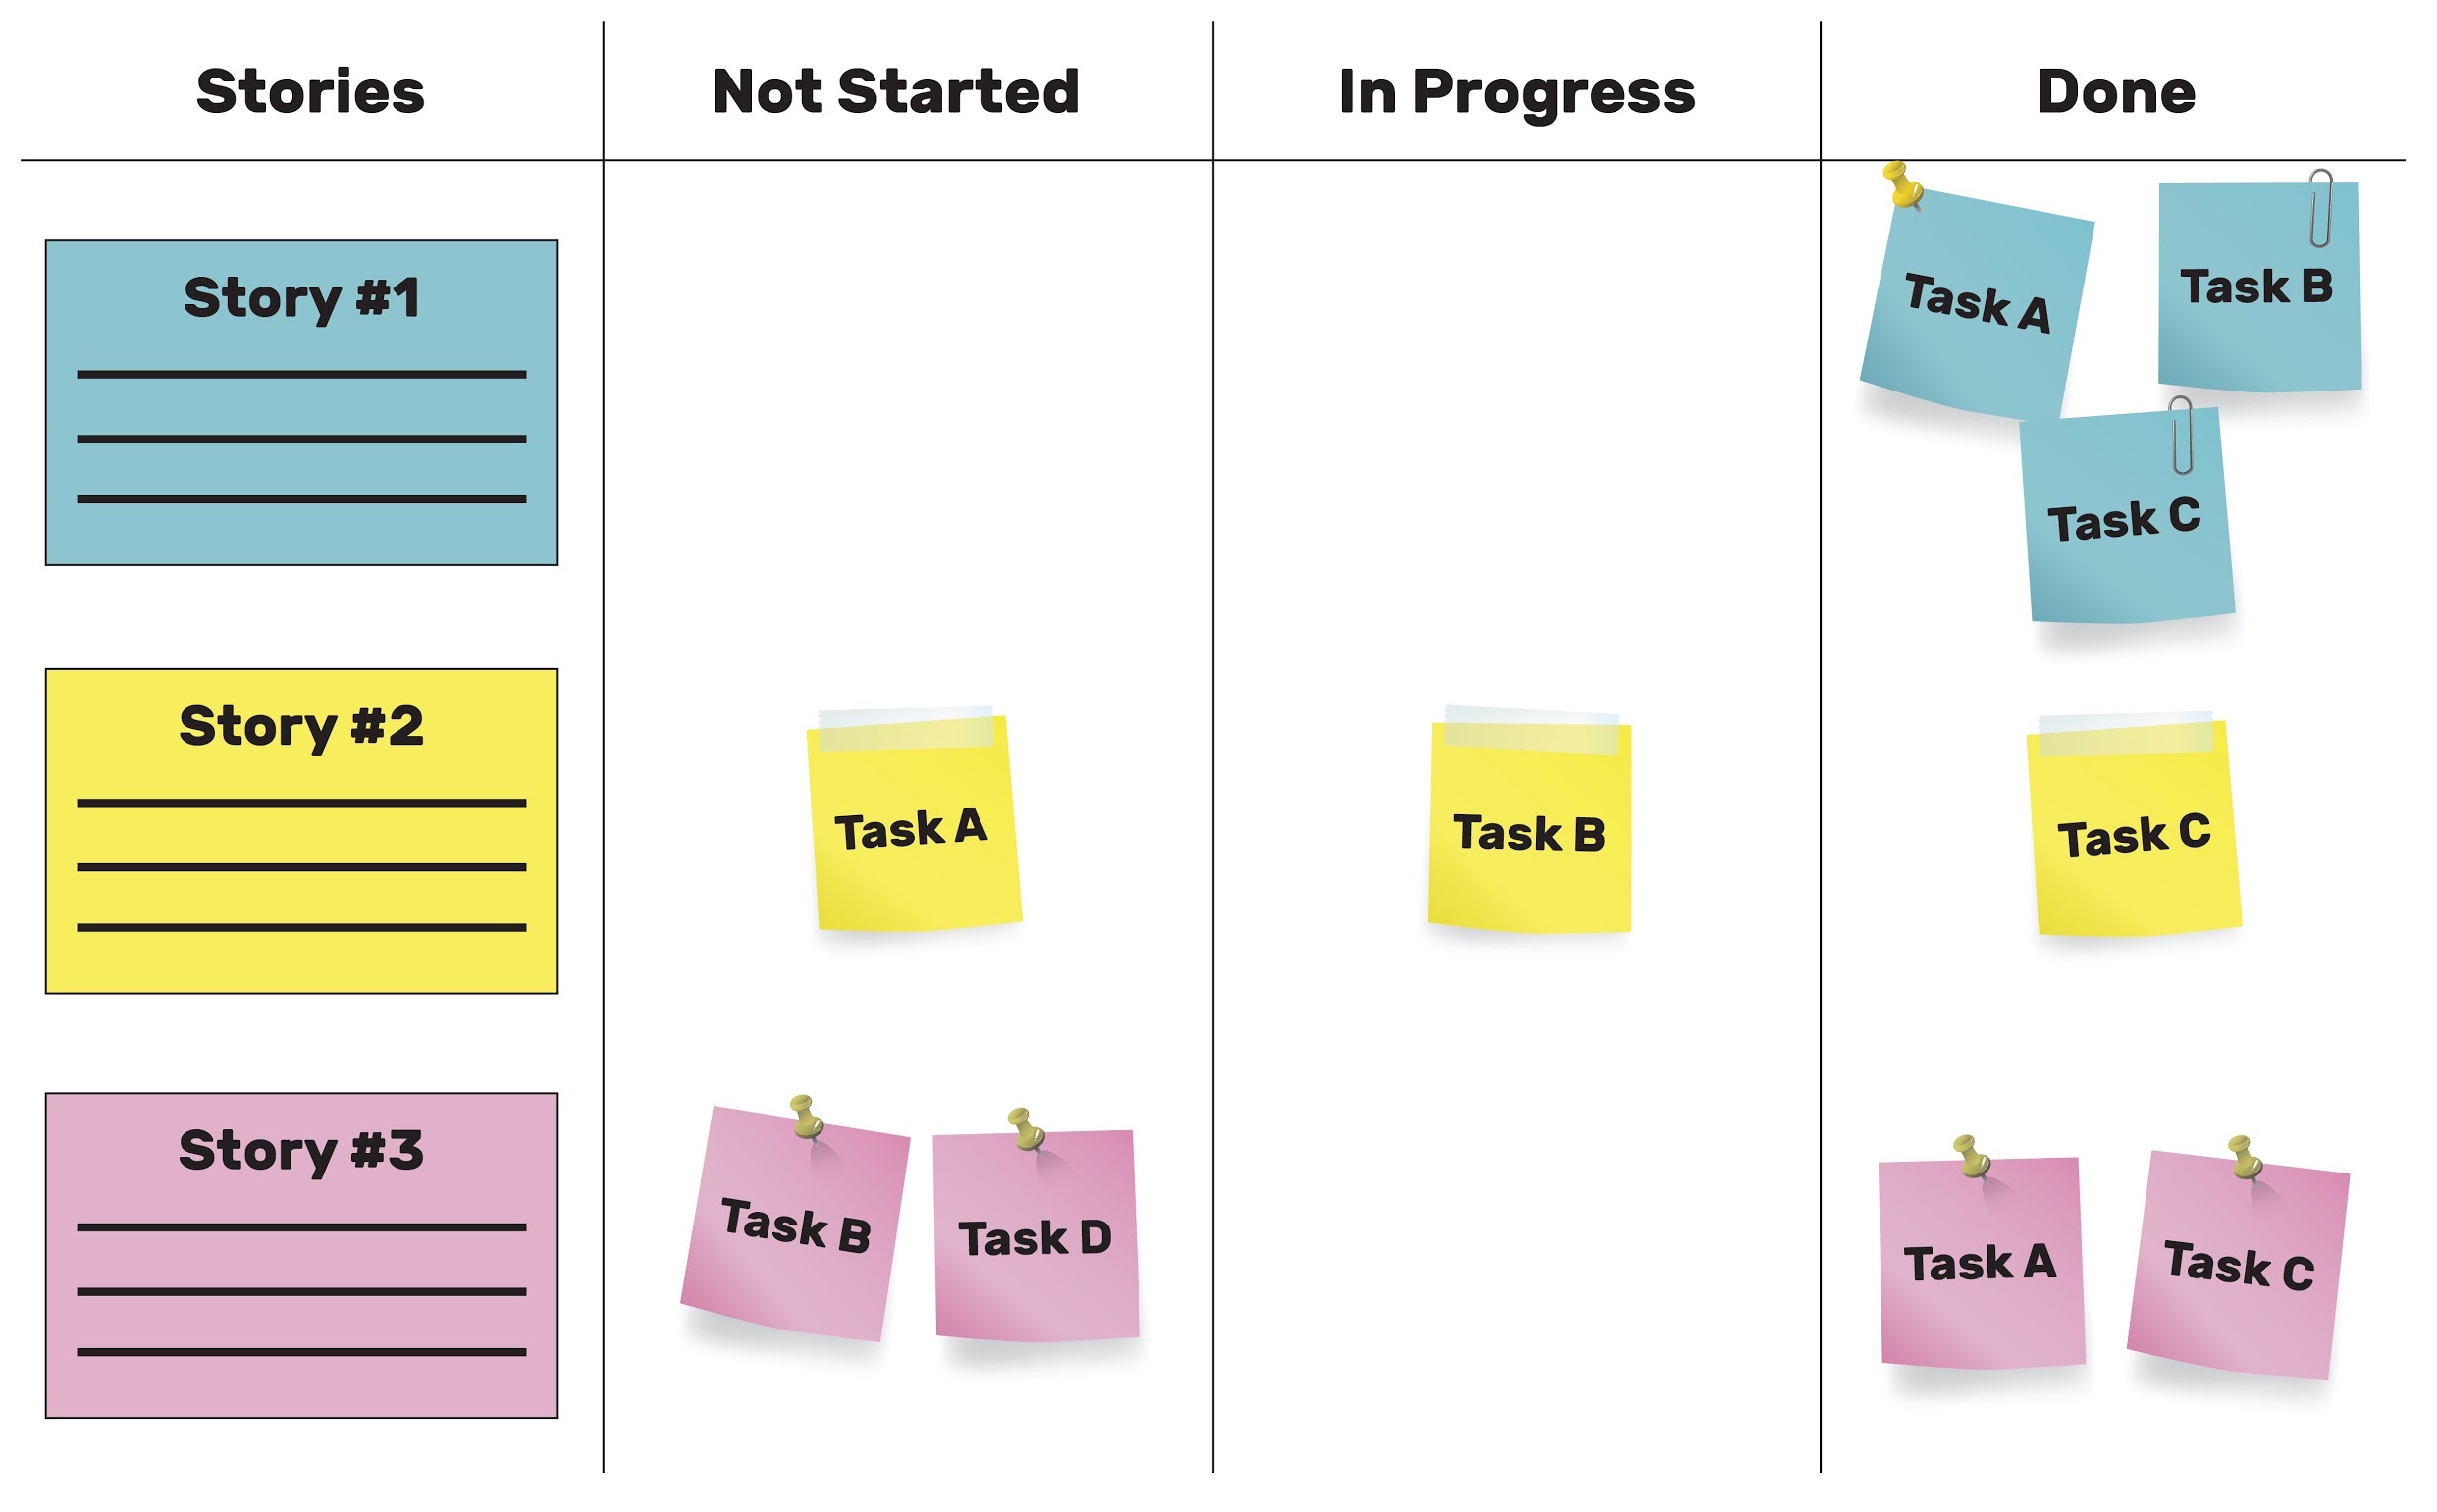 Stories
Not Started
In Progress
Done
Story #1
Task A
Task B
Task C
Story #2
Task A
Task B
Task C
Story #3
Task B
Task D
Task A
Task C